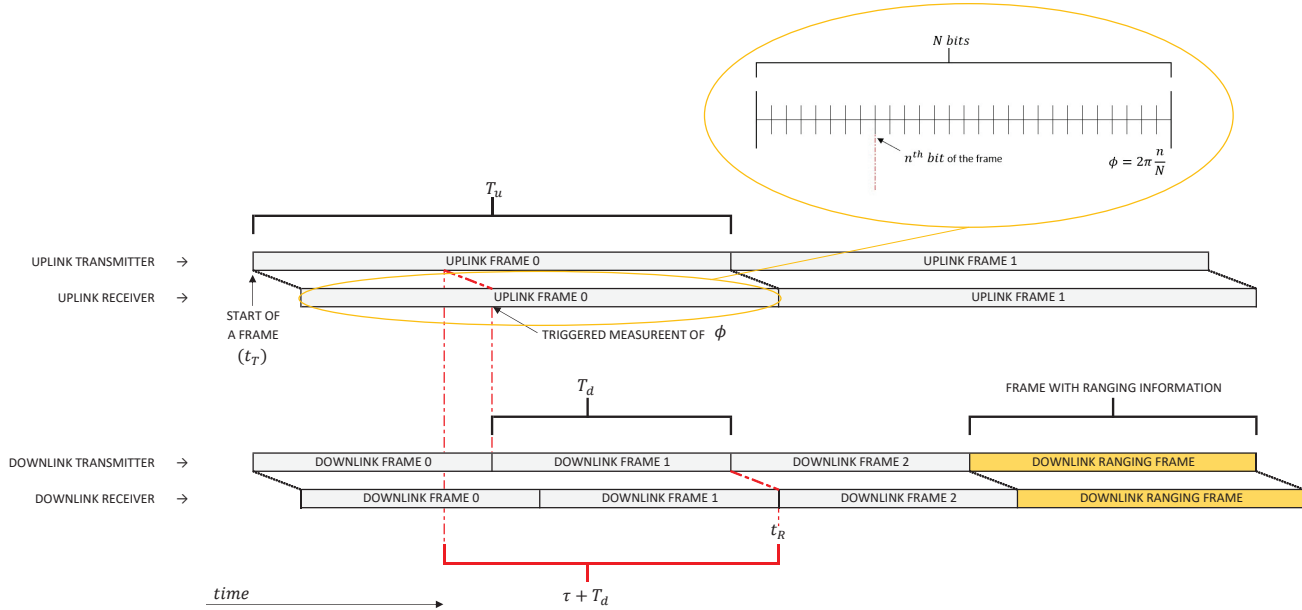 N bits
n^{th} bit of the frame
ϕ = 2π n/N
T_u
UPLINK TRANSMITTER →
UPLINK FRAME 0
UPLINK FRAME 1
UPLINK RECEIVER →
UPLINK FRAME 0
UPLINK FRAME 1
START OF
A FRAME
(t_T)
TRIGGERED MEASUREENT OF ϕ
T_d
FRAME WITH RANGING INFORMATION
DOWNLINK TRANSMITTER →
DOWNLINK FRAME 0
DOWNLINK FRAME 1
DOWNLINK FRAME 2
DOWNLINK RANGING FRAME
DOWNLINK RECEIVER →
DOWNLINK FRAME 0
DOWNLINK FRAME 1
DOWNLINK FRAME 2
DOWNLINK RANGING FRAME
t_R
time
τ + T_d